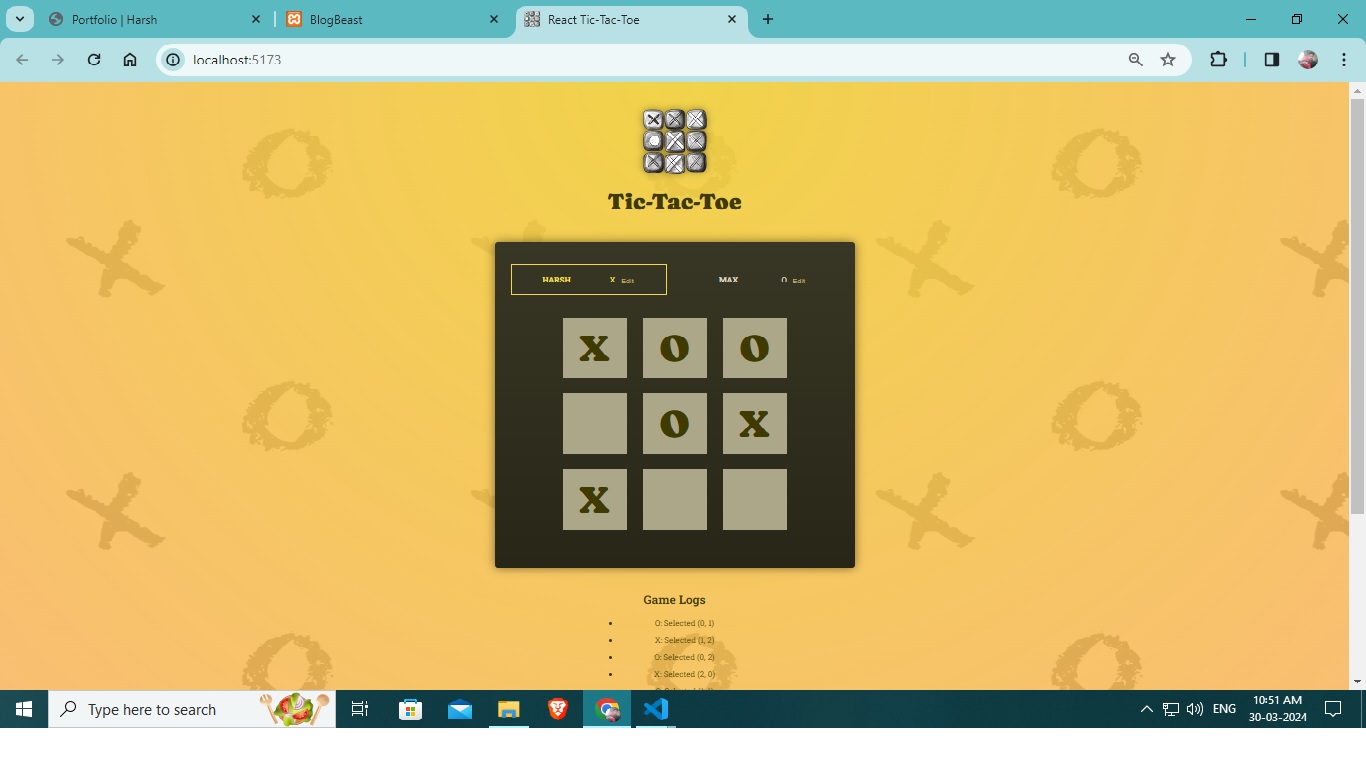 Portfolio | Harsh
BlogBeast
React Tic-Tac-Toe
localhost:5173
Tic-Tac-Toe
HARSH X Edit MAX O Edit
X O O
O X
X
Game Logs
O: Selected (0, 1)
X: Selected (1, 2)
O: Selected (0, 2)
X: Selected (2, 0)
Type here to search
ENG
10:51 AM
30-03-2024